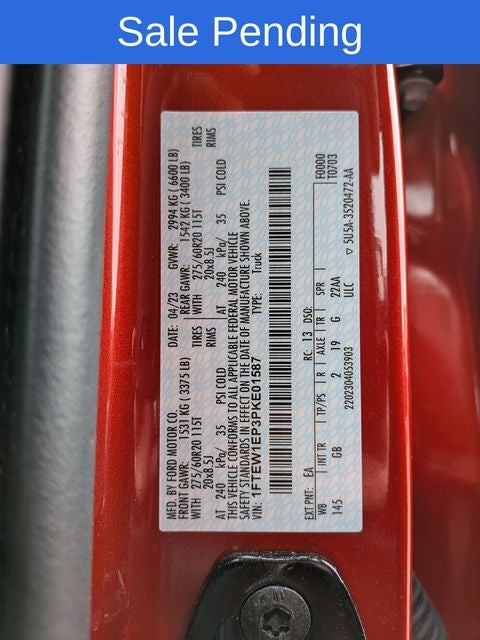 Sale Pending
MFD. BY FORD MOTOR CO. DATE: 04/23 GVWR: 2994 KG ( 6600 LB)
FRONT GAWR: 1531 KG ( 3375 LB) REAR GAWR: 1542 KG ( 3400 LB)
275/60R20 115T TIRES WITH 275/60R20 115T TIRES
20x8.5J RIMS 20x8.5J RIMS
AT 240 kPa/ 35 PSI COLD AT 240 kPa/ 35 PSI COLD
THIS VEHICLE CONFORMS TO ALL APPLICABLE FEDERAL MOTOR VEHICLE
SAFETY STANDARDS IN EFFECT ON THE DATE OF MANUFACTURE SHOWN ABOVE.
VIN: 1FTEW1EP3PKE01587 TYPE: Truck
F0000
T0703
EXT PNT: EA RC: 13 DSO:
WB INT TR TP/PS R AXLE TR SPR
145 GB 2 19 G 22AA
2202304053903 ULC ▽ 5U5A-3520472-AA